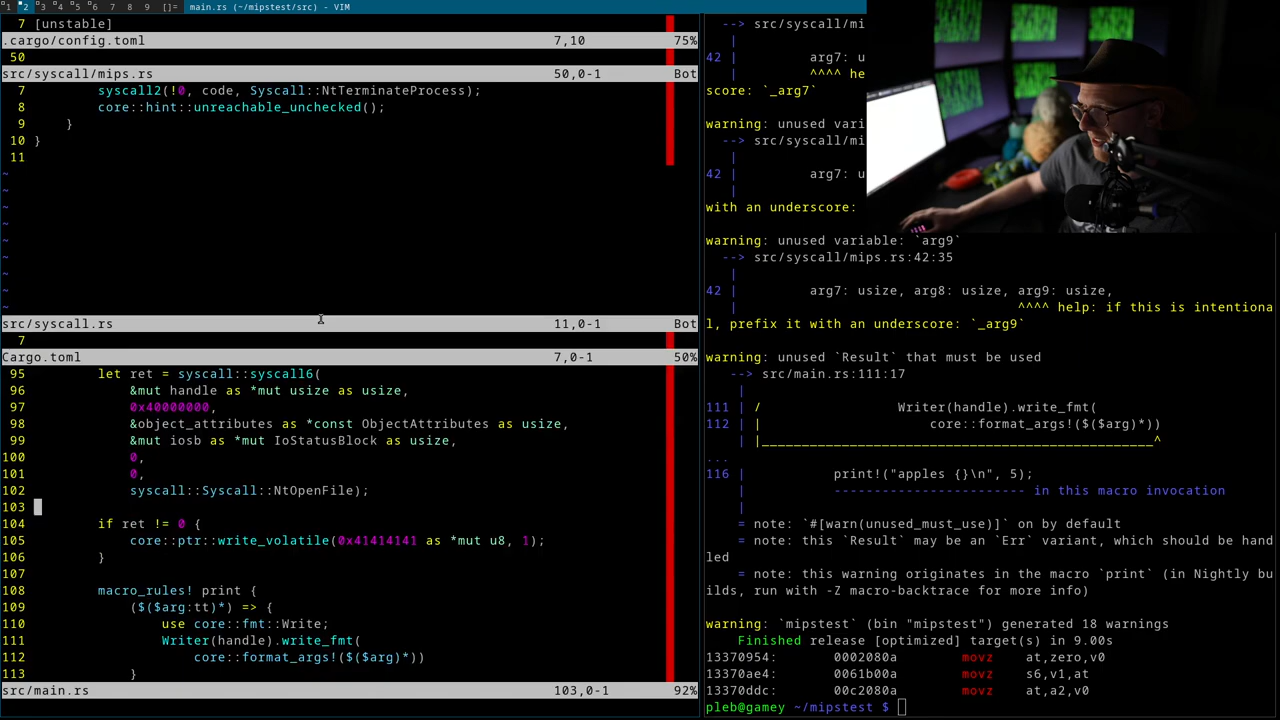 1 2 3 4 5 6 7 8 9 []= main.rs (~/mipstest/src) - VIM
7 [unstable]
.cargo/config.toml 7,10 75%
50
src/syscall/mips.rs 50,0-1 Bot
7 syscall2(!0, code, Syscall::NtTerminateProcess);
8 core::hint::unreachable_unchecked();
9 }
10 }
11
~
~
~
~
~
~
~
~
~
src/syscall.rs 11,0-1 Bot
7
Cargo.toml 7,0-1 50%
95 let ret = syscall::syscall6(
96 &mut handle as *mut usize as usize,
97 0x40000000,
98 &object_attributes as *const ObjectAttributes as usize,
99 &mut iosb as *mut IoStatusBlock as usize,
100 0,
101 0,
102 syscall::Syscall::NtOpenFile);
103
104 if ret != 0 {
105 core::ptr::write_volatile(0x41414141 as *mut u8, 1);
106 }
107
108 macro_rules! print {
109 ($($arg:tt)*) => {
110 use core::fmt::Write;
111 Writer(handle).write_fmt(
112 core::format_args!($($arg)*))
113 }
src/main.rs 103,0-1 92%
--> src/syscall/mi
|
42 | arg7: u
| ^^^^ he
score: `_arg7`
warning: unused vari
--> src/syscall/mi
|
42 | arg7: u
|
with an underscore:
warning: unused variable: `arg9`
--> src/syscall/mips.rs:42:35
|
42 | arg7: usize, arg8: usize, arg9: usize,
| ^^^^ help: if this is intentiona
l, prefix it with an underscore: `_arg9`
warning: unused `Result` that must be used
--> src/main.rs:111:17
|
111 | / Writer(handle).write_fmt(
112 | | core::format_args!($($arg)*))
| |_________________________________________________^
...
116 | print!("apples {}\n", 5);
| ------------------------ in this macro invocation
|
= note: `#[warn(unused_must_use)]` on by default
= note: this `Result` may be an `Err` variant, which should be hand
led
= note: this warning originates in the macro `print` (in Nightly bu
ilds, run with -Z macro-backtrace for more info)
warning: `mipstest` (bin "mipstest") generated 18 warnings
Finished release [optimized] target(s) in 9.00s
13370954: 0002080a movz at,zero,v0
13370ae4: 0061b00a movz s6,v1,at
13370ddc: 00c2080a movz at,a2,v0
pleb@gamey ~/mipstest $